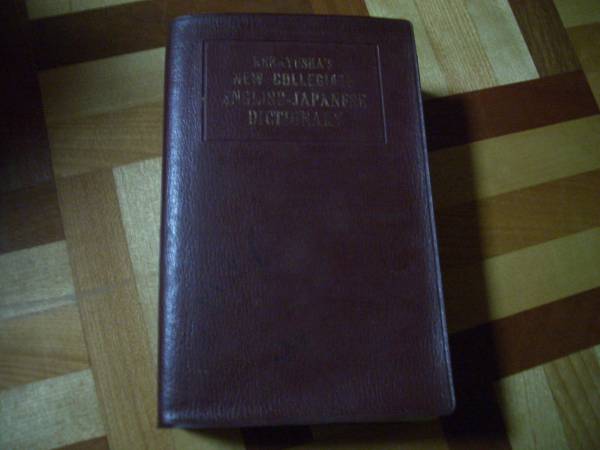 KENKYUSHA'S
NEW COLLEGIATE
ENGLISH-JAPANESE
DICTIONARY